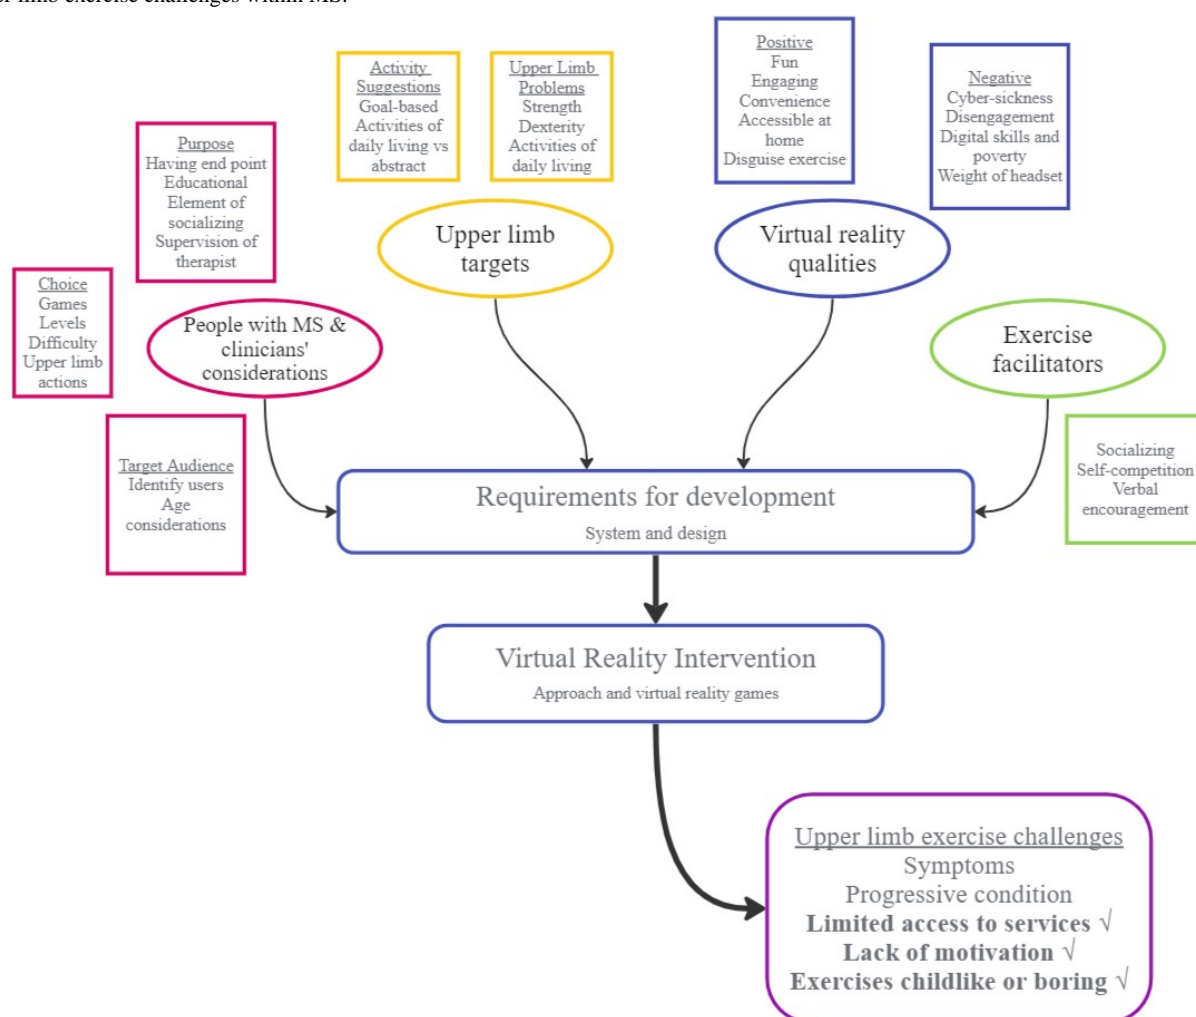 Positive
Fun
Engaging
Convenience
Accessible at
home
Disguise exercise
Negative
Cyber-sickness
Disengagement
Digital skills and
poverty
Weight of headset
Activity
Suggestions
Goal-based
Activities of
daily living vs
abstract
Upper Limb
Problems
Strength
Dexterity
Activities of
daily living
Purpose
Having end point
Educational
Element of
socializing
Supervision of
therapist
Upper limb
targets
Virtual reality
qualities
Choice
Games
Levels
Difficulty
Upper limb
actions
People with MS &
clinicians'
considerations
Exercise
facilitators
Target Audience
Identify users
Age
considerations
Socializing
Self-competition
Verbal
encouragement
Requirements for development
System and design
Virtual Reality Intervention
Approach and virtual reality games
Upper limb exercise challenges
Symptoms
Progressive condition
Limited access to services √
Lack of motivation √
Exercises childlike or boring √